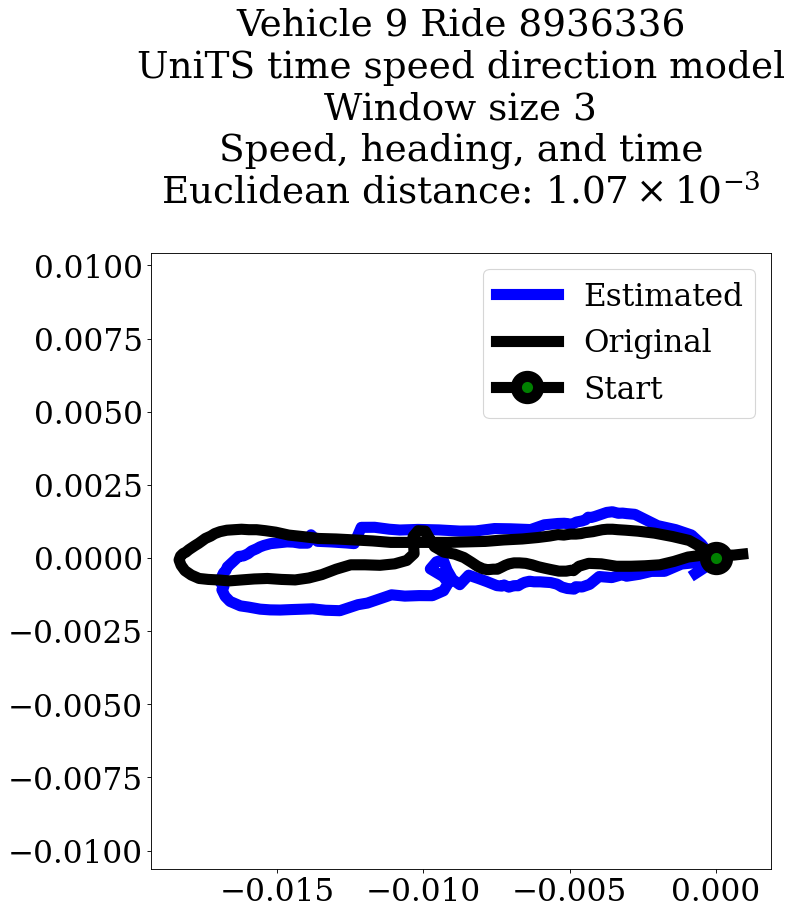 Vehicle 9 Ride 8936336
UniTS time speed direction model
Window size 3
Speed, heading, and time
Euclidean distance: 1.07 × 10⁻³
Estimated
Original
Start
0.0100
0.0075
0.0050
0.0025
0.0000
−0.0025
−0.0050
−0.0075
−0.0100
−0.015 −0.010 −0.005 0.000